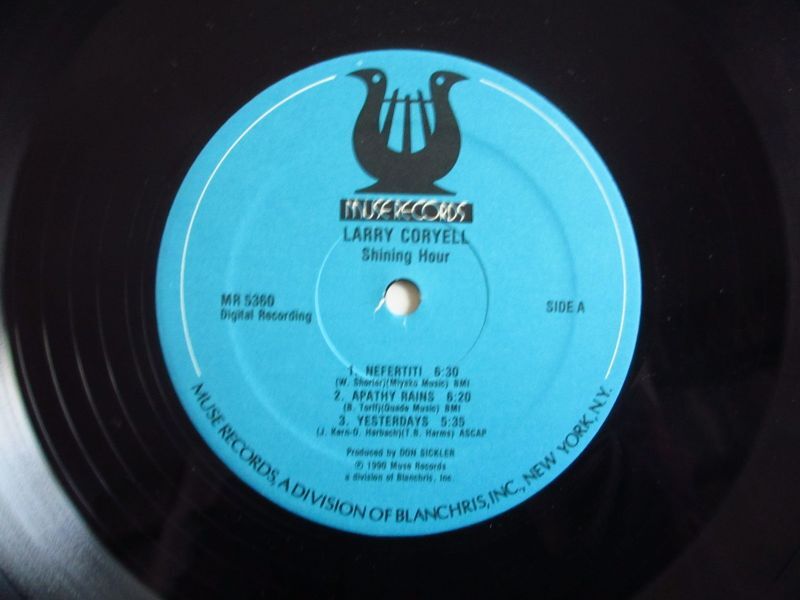 MUSE RECORDS
LARRY CORYELL
Shining Hour
MR 5360
Digital Recording
SIDE A
1. NEFERTITI 6:30
(W. Shorter)(Miyako Music) BMI
2. APATHY RAINS 6:20
(B. Torff)(Guade Music) BMI
3. YESTERDAYS 5:35
(J. Kern-O. Harbach)(T.B. Harms) ASCAP
Produced by DON SICKLER
℗ 1990 Muse Records
a division of Blanchris, Inc.
MUSE RECORDS, A DIVISION OF BLANCHRIS, INC., NEW YORK, N.Y.